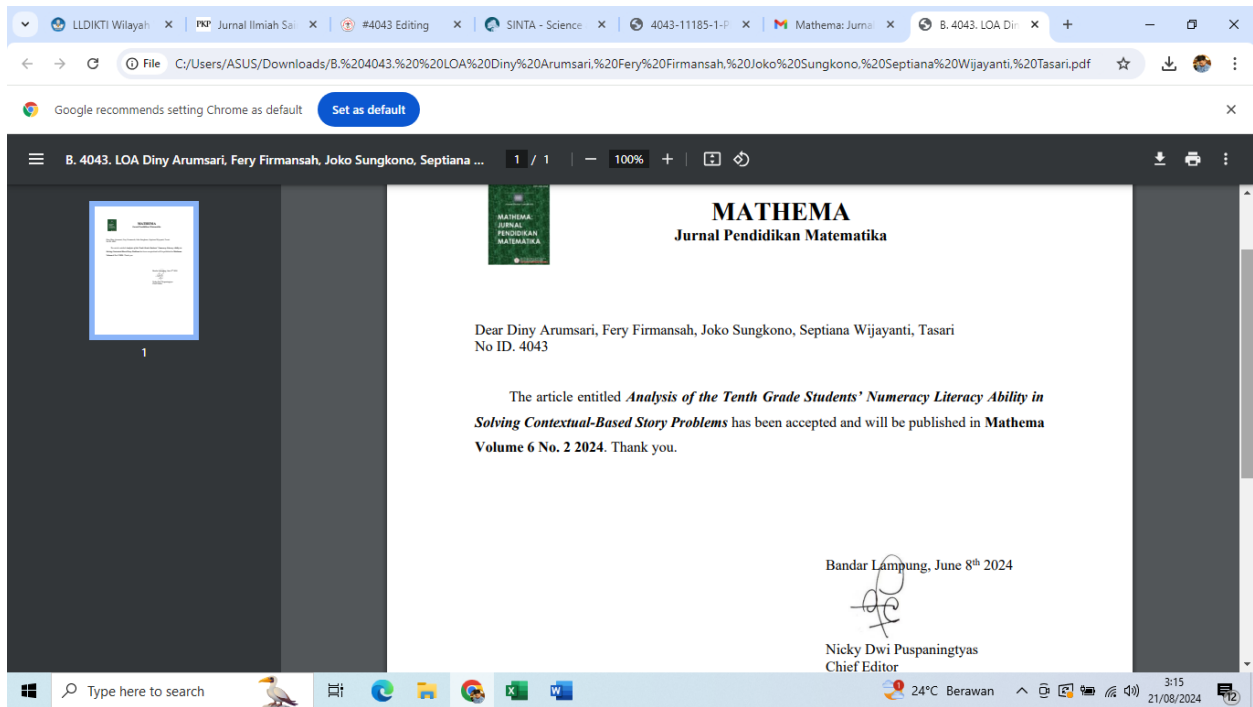 LLDIKTI Wilayah
PKP Jurnal Ilmiah Sai
#4043 Editing
SINTA - Science
4043-11185-1-P
Mathema: Jurna
B. 4043. LOA Din
File C:/Users/ASUS/Downloads/B.%204043.%20%20LOA%20Diny%20Arumsari,%20Fery%20Firmansah,%20Joko%20Sungkono,%20Septiana%20Wijayanti,%20Tasari.pdf
Google recommends setting Chrome as default Set as default
B. 4043. LOA Diny Arumsari, Fery Firmansah, Joko Sungkono, Septiana ... 1 / 1 100%
1
MATHEMA:
JURNAL
PENDIDIKAN
MATEMATIKA
MATHEMA
Jurnal Pendidikan Matematika
Dear Diny Arumsari, Fery Firmansah, Joko Sungkono, Septiana Wijayanti, Tasari
No ID. 4043
The article entitled Analysis of the Tenth Grade Students’ Numeracy Literacy Ability in
Solving Contextual-Based Story Problems has been accepted and will be published in Mathema
Volume 6 No. 2 2024. Thank you.
Bandar Lampung, June 8th 2024
Nicky Dwi Puspaningtyas
Chief Editor
Type here to search
24°C Berawan
3:15
21/08/2024
12